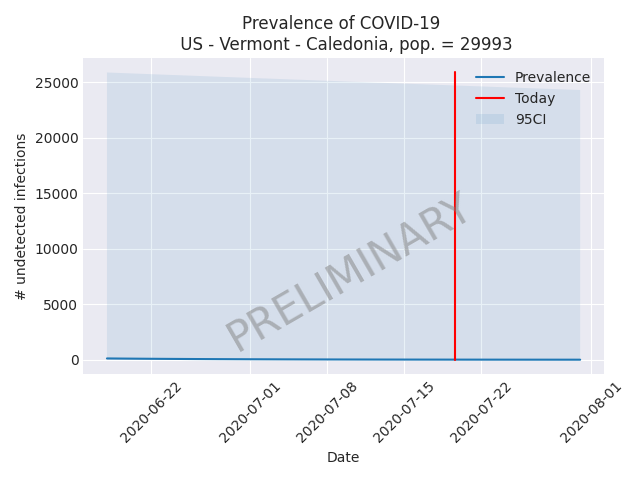 Prevalence of COVID-19
US - Vermont - Caledonia, pop. = 29993
Prevalence
Today
95CI
25000
20000
15000
10000
5000
0
# undetected infections
PRELIMINARY
2020-06-22
2020-07-01
2020-07-08
2020-07-15
2020-07-22
2020-08-01
Date